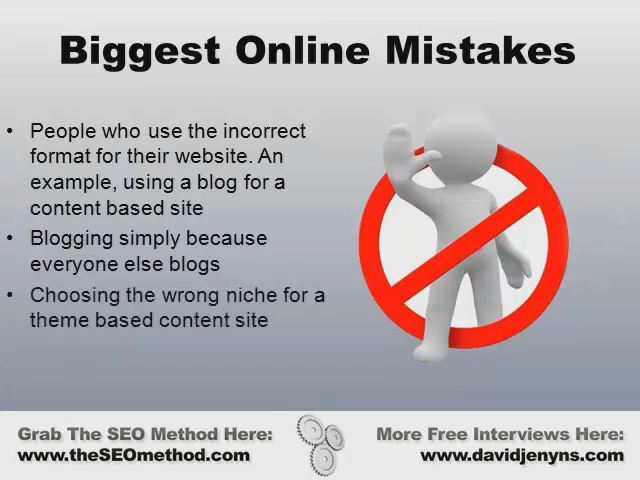 Biggest Online Mistakes
• People who use the incorrect
format for their website. An
example, using a blog for a
content based site
• Blogging simply because
everyone else blogs
• Choosing the wrong niche for a
theme based content site
Grab The SEO Method Here:
www.theSEOmethod.com
More Free Interviews Here:
www.davidjenyns.com